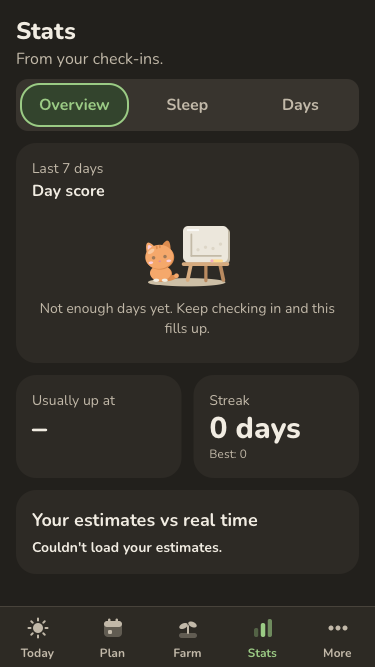 Stats
From your check-ins.
Overview
Sleep
Days
Last 7 days
Day score
Not enough days yet. Keep checking in and this
fills up.
Usually up at
–
Streak
0 days
Best: 0
Your estimates vs real time
Couldn't load your estimates.
Today
Plan
Farm
Stats
More